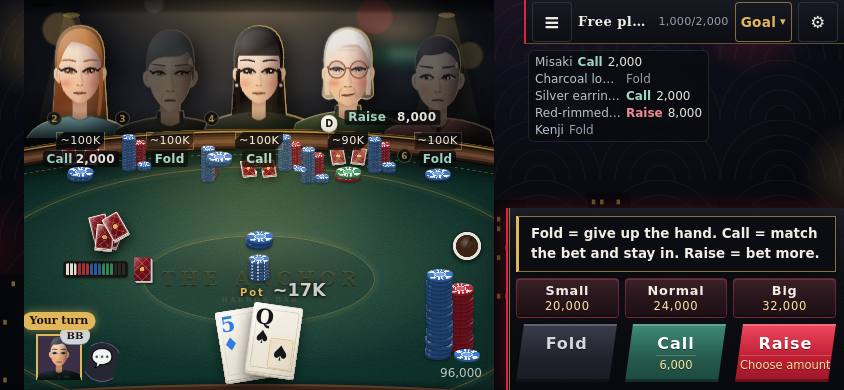 Free pl...
1,000/2,000
Goal ▾
Misaki Call 2,000
Charcoal lo... Fold
Silver earrin... Call 2,000
Red-rimmed... Raise 8,000
Kenji Fold
2
3
4
D
Raise 8,000
~100K
~100K
~100K
~90K
~100K
6
Call 2,000
Fold
Call
Fold
THE ANCHOR
Pot ~17K
Your turn
BB
5
Q
96,000
Fold = give up the hand. Call = match
the bet and stay in. Raise = bet more.
Small
20,000
Normal
24,000
Big
32,000
Fold
Call
6,000
Raise
Choose amount